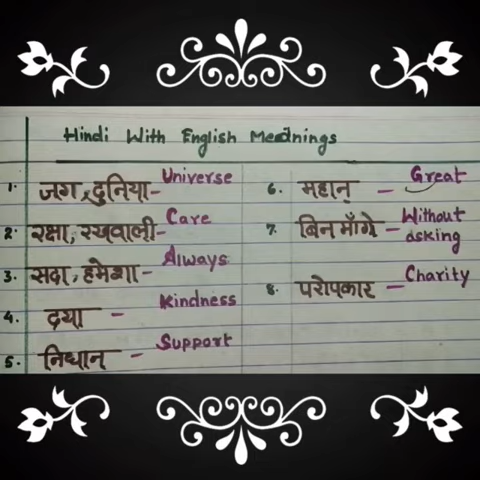 Hindi With English Meanings
1. जग, दुनिया - Universe
2. रक्षा, रखवाली - Care
3. सदा, हमेशा - Always
4. दया - Kindness
5. निधान - Support
6. महान् - Great
7. बिन माँगे - Without
asking
8. परोपकार - Charity